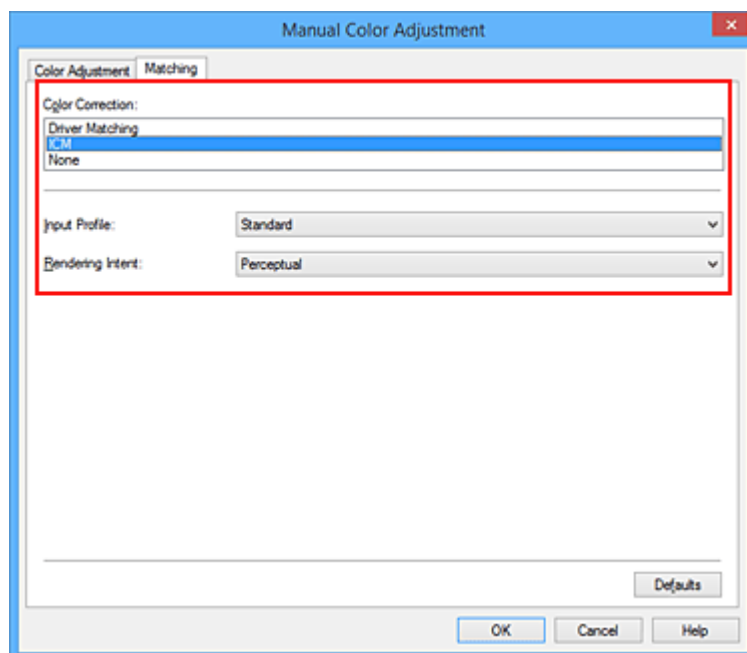 Manual Color Adjustment
Color Adjustment Matching
Color Correction:
Driver Matching
ICM
None
Input Profile: Standard
Rendering Intent: Perceptual
Defaults
OK Cancel Help